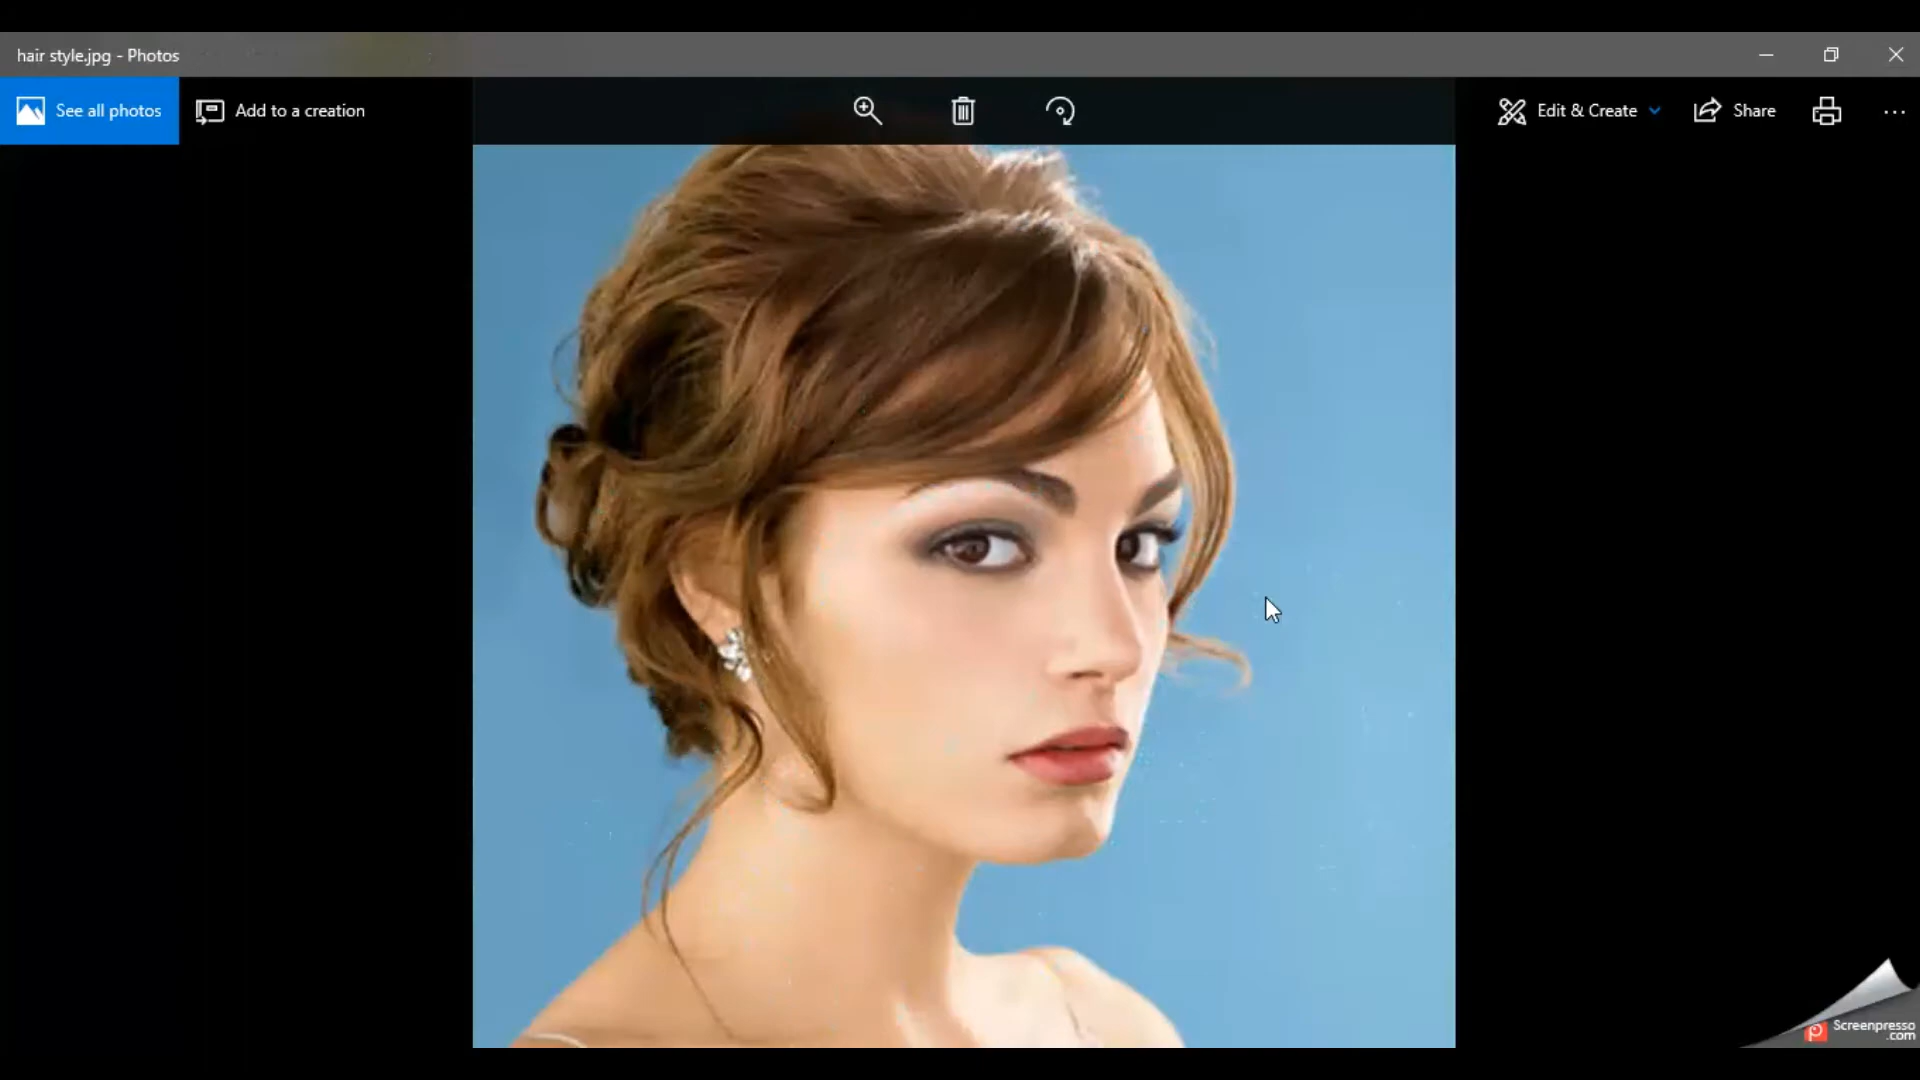 hair style.jpg - Photos
See all photos
Add to a creation
Edit & Create
Share
Screenpresso
.com